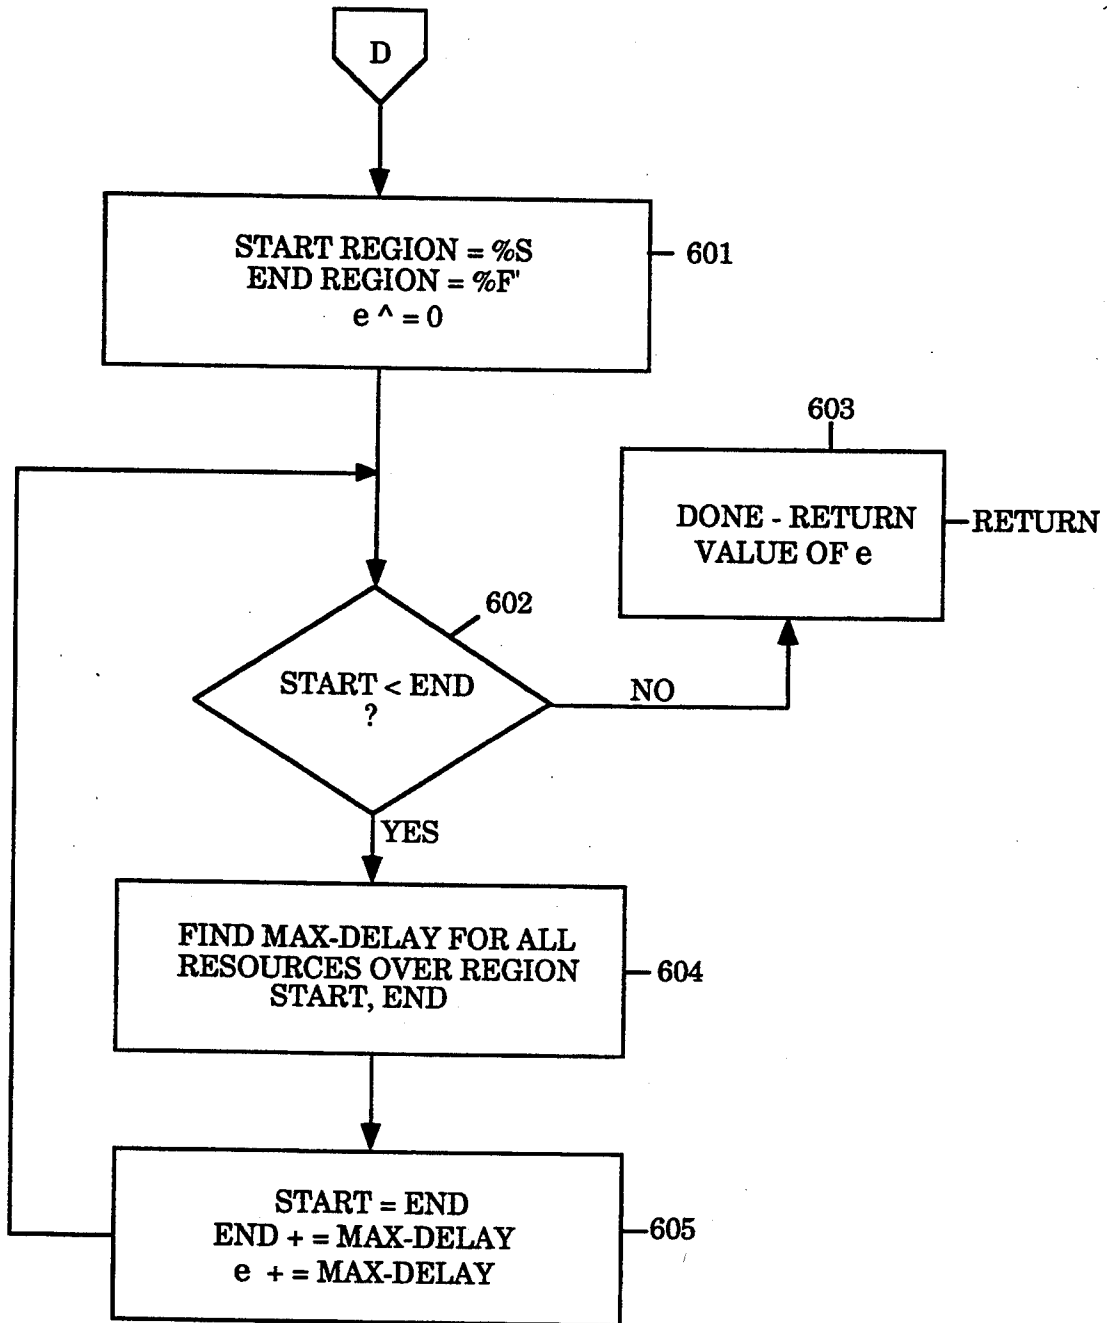 D
START REGION = %S
END REGION = %F'
e ^ = 0
601
603
DONE - RETURN
VALUE OF e
RETURN
602
START < END
?
NO
YES
FIND MAX-DELAY FOR ALL
RESOURCES OVER REGION
START, END
604
START = END
END + = MAX-DELAY
e + = MAX-DELAY
605